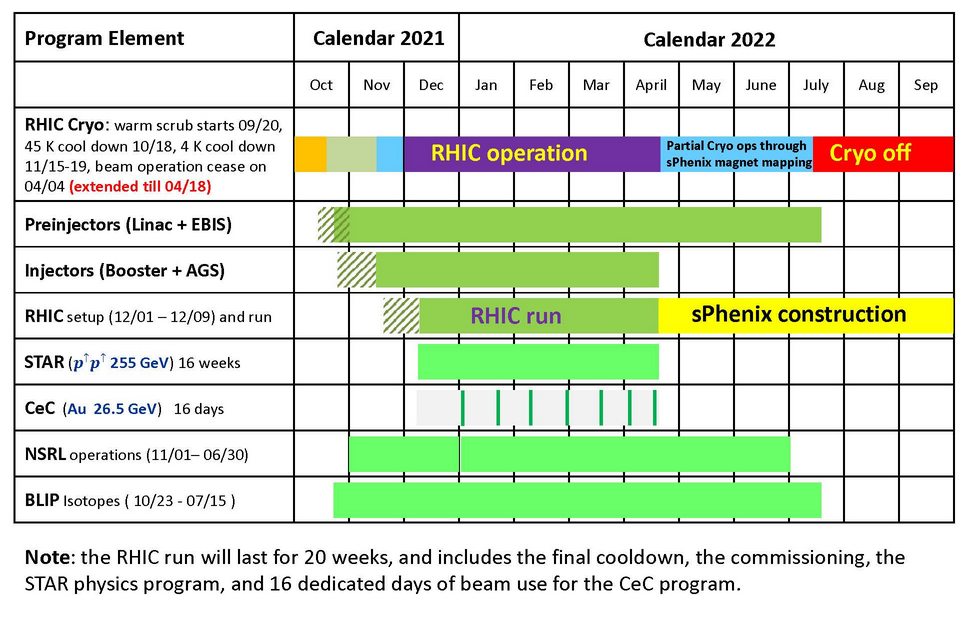 Program Element
Calendar 2021
Calendar 2022
Oct
Nov
Dec
Jan
Feb
Mar
April
May
June
July
Aug
Sep
RHIC Cryo: warm scrub starts 09/20,
45 K cool down 10/18, 4 K cool down
11/15-19, beam operation cease on
04/04 (extended till 04/18)
RHIC operation
Partial Cryo ops through
sPhenix magnet mapping
Cryo off
Preinjectors (Linac + EBIS)
Injectors (Booster + AGS)
RHIC setup (12/01 – 12/09) and run
RHIC run
sPhenix construction
STAR (p↑p↑ 255 GeV) 16 weeks
CeC (Au 26.5 GeV) 16 days
NSRL operations (11/01– 06/30)
BLIP Isotopes ( 10/23 - 07/15 )
Note: the RHIC run will last for 20 weeks, and includes the final cooldown, the commissioning, the
STAR physics program, and 16 dedicated days of beam use for the CeC program.